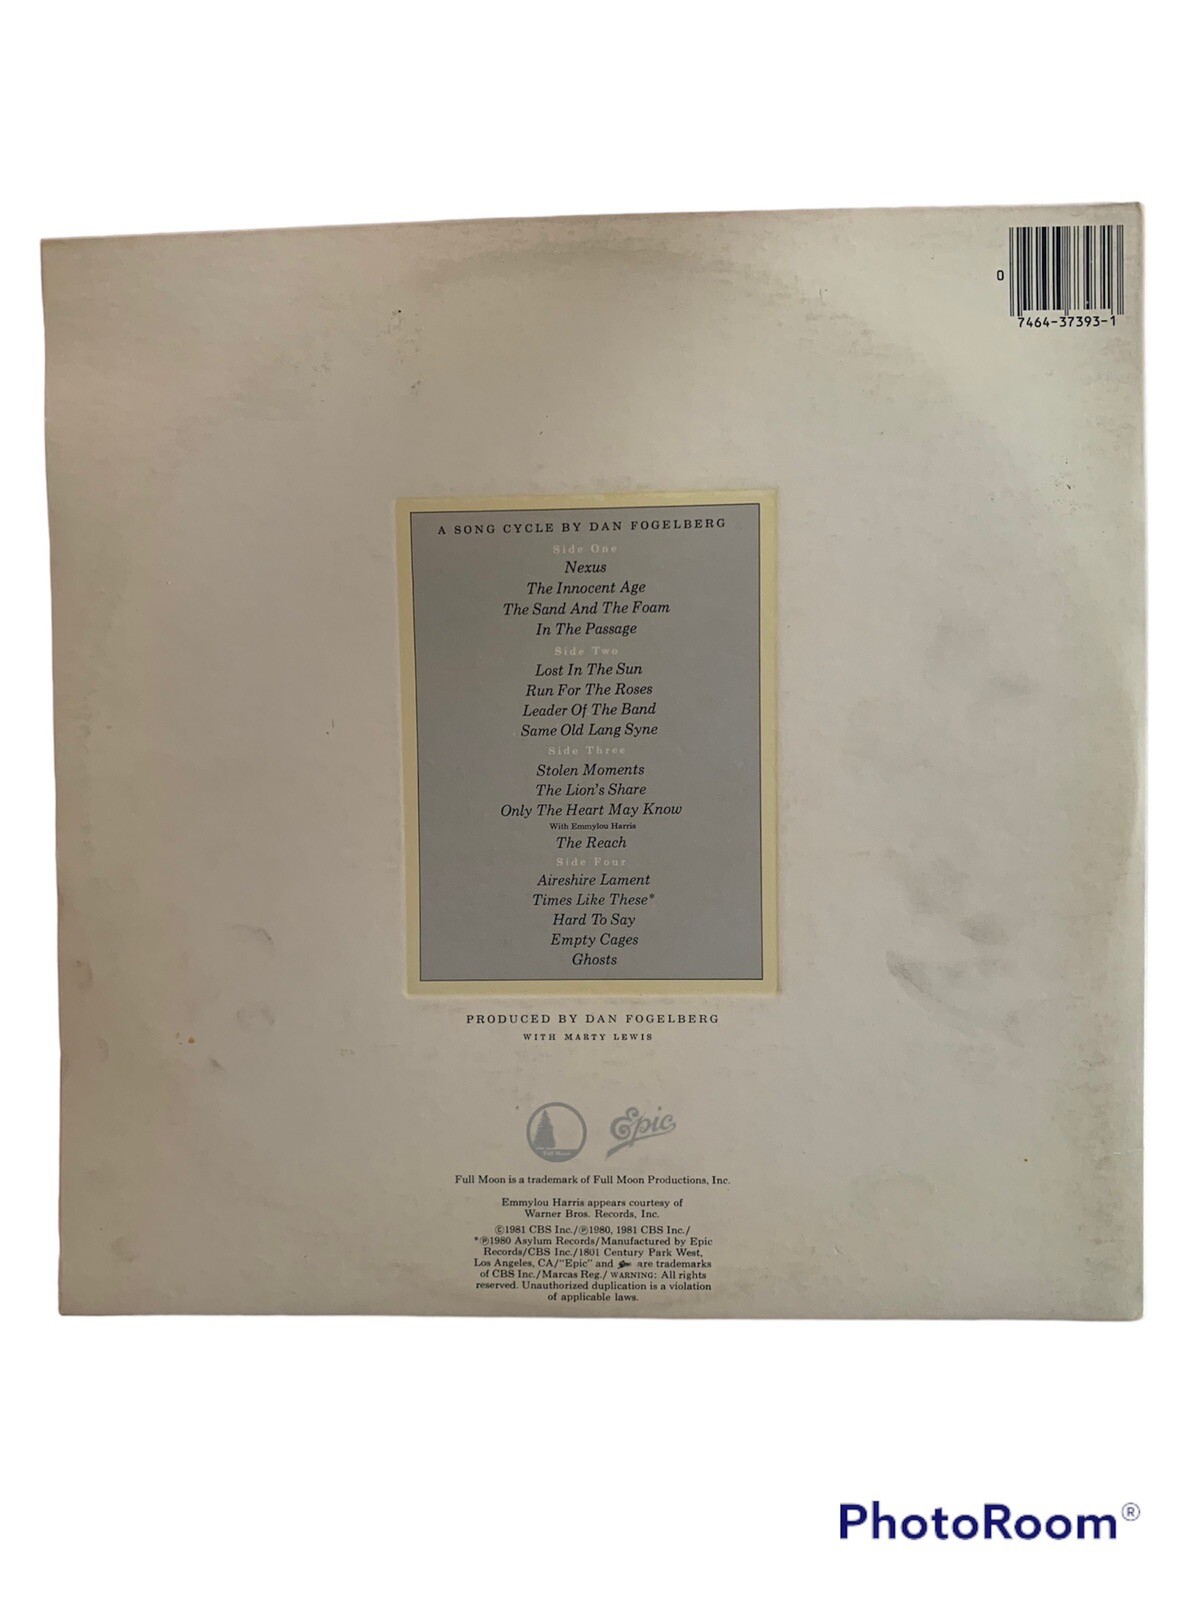 0
7464-37393-1
A SONG CYCLE BY DAN FOGELBERG
Side One
Nexus
The Innocent Age
The Sand And The Foam
In The Passage
Side Two
Lost In The Sun
Run For The Roses
Leader Of The Band
Same Old Lang Syne
Side Three
Stolen Moments
The Lion's Share
Only The Heart May Know
With Emmylou Harris
The Reach
Side Four
Aireshire Lament
Times Like These*
Hard To Say
Empty Cages
Ghosts
PRODUCED BY DAN FOGELBERG
WITH MARTY LEWIS
Full Moon
Epic
Full Moon is a trademark of Full Moon Productions, Inc.
Emmylou Harris appears courtesy of
Warner Bros. Records, Inc.
©1981 CBS Inc./℗1980, 1981 CBS Inc./
*℗1980 Asylum Records/Manufactured by Epic
Records/CBS Inc./1801 Century Park West,
Los Angeles, CA/"Epic" and are trademarks
of CBS Inc./Marcas Reg./ WARNING: All rights
reserved. Unauthorized duplication is a violation
of applicable laws.
PhotoRoom®